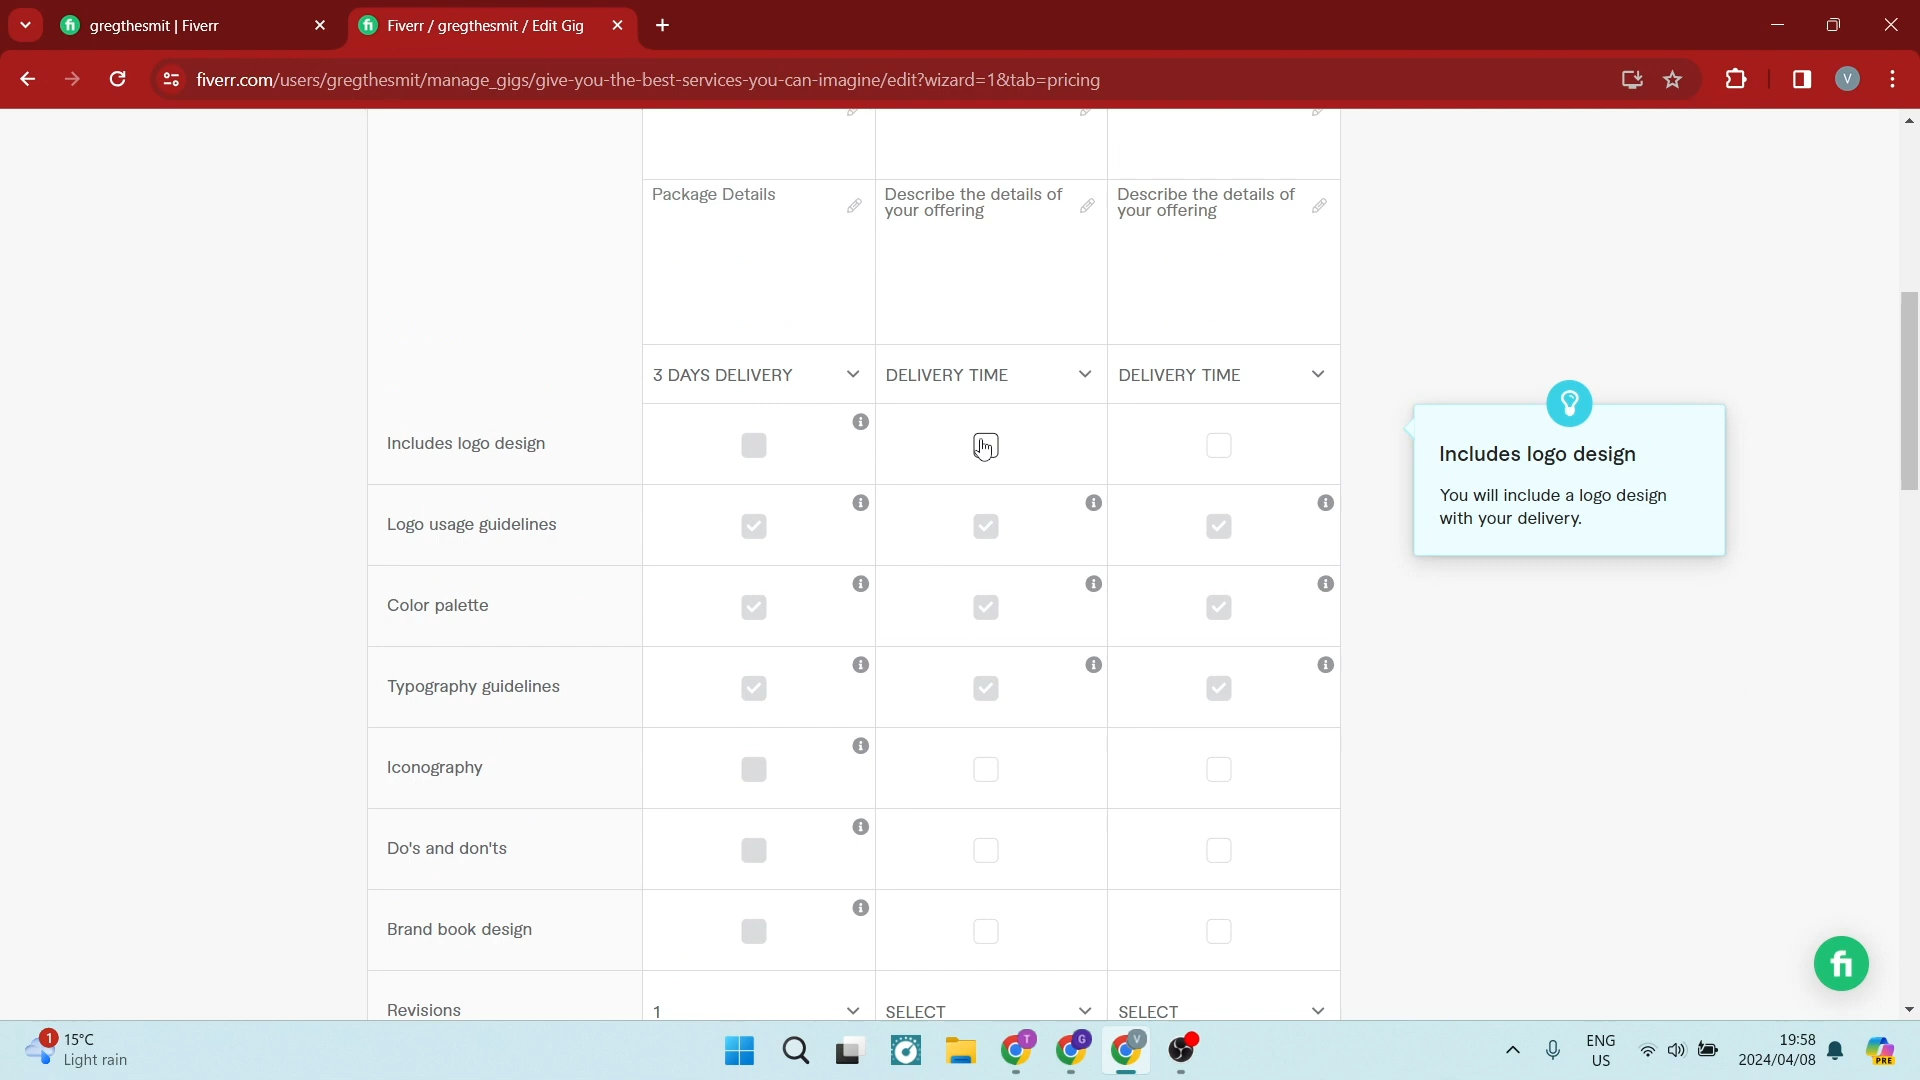 gregthesmit | Fiverr
Fiverr / gregthesmit / Edit Gig
fiverr.com/users/gregthesmit/manage_gigs/give-you-the-best-services-you-can-imagine/edit?wizard=1&tab=pricing
V
Package Details
Describe the details of
your offering
Describe the details of
your offering
3 DAYS DELIVERY
DELIVERY TIME
DELIVERY TIME
Includes logo design
Logo usage guidelines
Color palette
Typography guidelines
Iconography
Do's and don'ts
Brand book design
Revisions
1
SELECT
SELECT
Includes logo design
You will include a logo design
with your delivery.
fi
1
15°C
Light rain
T
G
V
ENG
US
19:58
2024/04/08
PRE